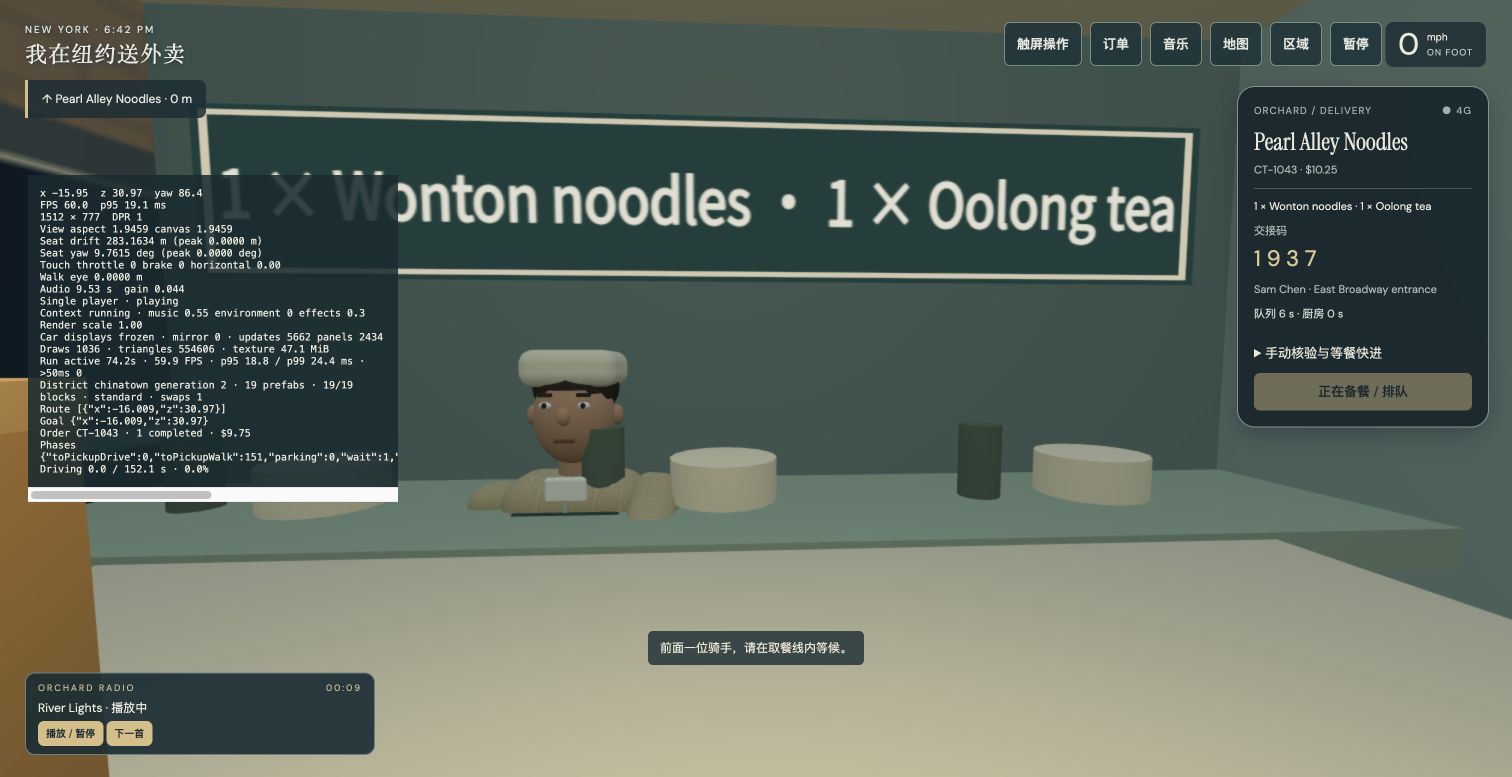 NEW YORK · 6:42 PM
我在纽约送外卖
↑ Pearl Alley Noodles · 0 m
触屏操作
订单
音乐
地图
区域
暂停
0 mph
ON FOOT
1 × Wonton noodles • 1 × Oolong tea
x -15.95 z 30.97 yaw 86.4
FPS 60.0 p95 19.1 ms
1512 × 777 DPR 1
View aspect 1.9459 canvas 1.9459
Seat drift 283.1634 m (peak 0.0000 m)
Seat yaw 9.7615 deg (peak 0.0000 deg)
Touch throttle 0 brake 0 horizontal 0.00
Walk eye 0.0000 m
Audio 9.53 s gain 0.044
Single player · playing
Context running · music 0.55 environment 0 effects 0.3
Render scale 1.00
Car displays frozen · mirror 0 · updates 5662 panels 2434
Draws 1036 · triangles 554606 · texture 47.1 MiB
Run active 74.2s · 59.9 FPS · p95 18.8 / p99 24.4 ms ·
>50ms 0
District chinatown generation 2 · 19 prefabs · 19/19
blocks · standard · swaps 1
Route [{"x":-16.009,"z":30.97}]
Goal {"x":-16.009,"z":30.97}
Order CT-1043 · 1 completed · $9.75
Phases
{"toPickupDrive":0,"toPickupWalk":151,"parking":0,"wait":1,"
Driving 0.0 / 152.1 s · 0.0%
ORCHARD / DELIVERY
4G
Pearl Alley Noodles
CT-1043 · $10.25
1 × Wonton noodles · 1 × Oolong tea
交接码
1937
Sam Chen · East Broadway entrance
队列 6 s · 厨房 0 s
▶ 手动核验与等餐快进
正在备餐 / 排队
前面一位骑手，请在取餐线内等候。
ORCHARD RADIO
00:09
River Lights · 播放中
播放 / 暂停
下一首